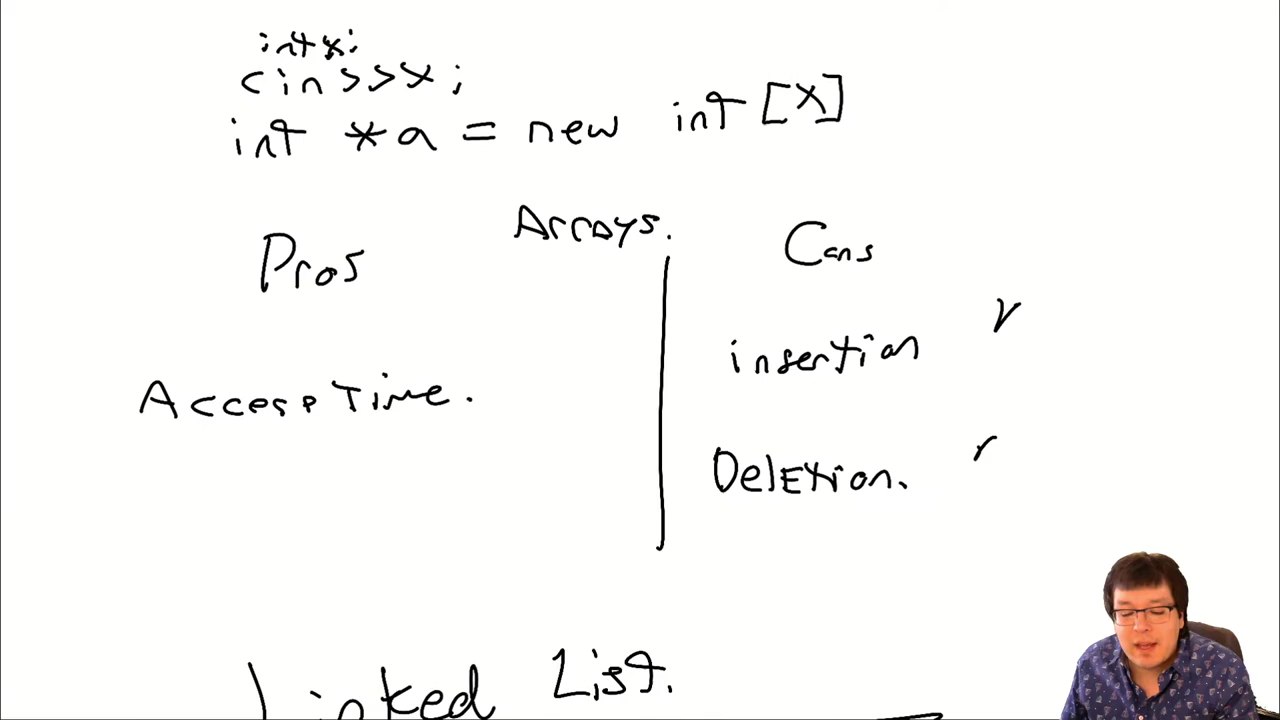 int x;
cin>>x;
int *a = new int [x]
Arrays.
Pros
Cons
insertion
Access Time.
Deletion.
Linked List.